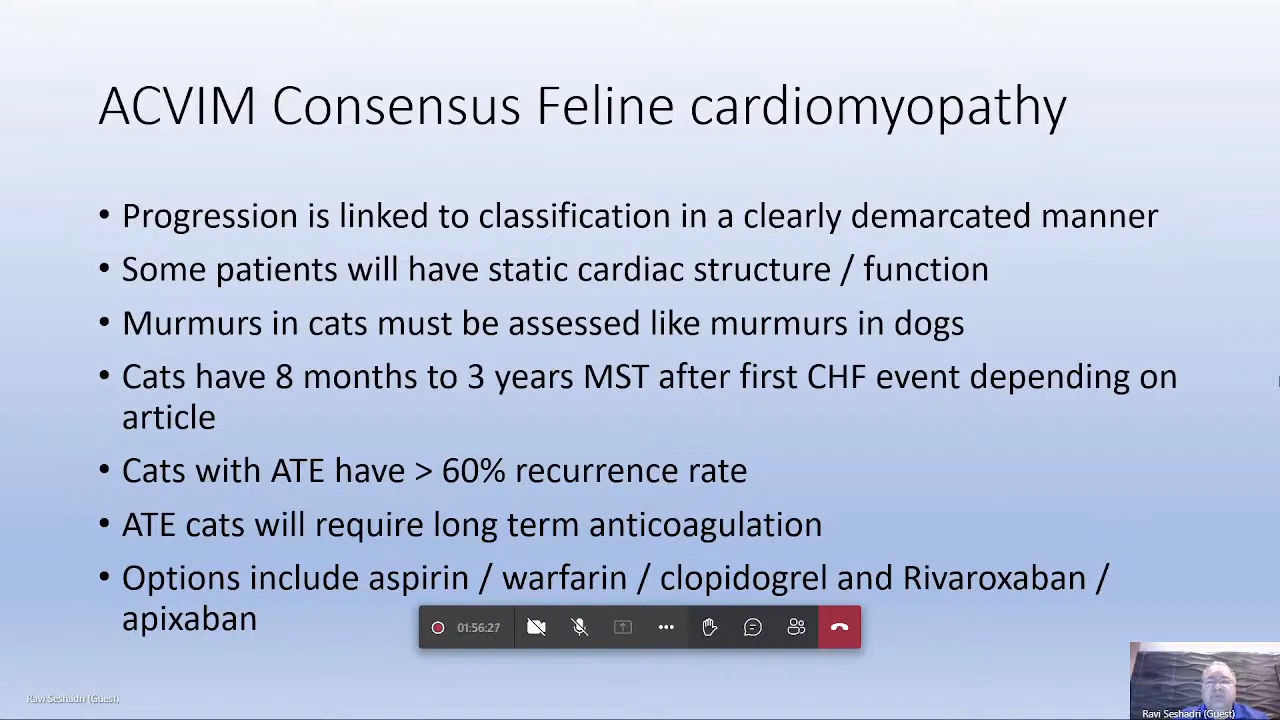 ACVIM Consensus Feline cardiomyopathy
• Progression is linked to classification in a clearly demarcated manner
• Some patients will have static cardiac structure / function
• Murmurs in cats must be assessed like murmurs in dogs
• Cats have 8 months to 3 years MST after first CHF event depending on
article
• Cats with ATE have > 60% recurrence rate
• ATE cats will require long term anticoagulation
• Options include aspirin / warfarin / clopidogrel and Rivaroxaban /
apixaban
01:56:27
Ravi Seshadri (Guest)
Ravi Seshadri (Guest)